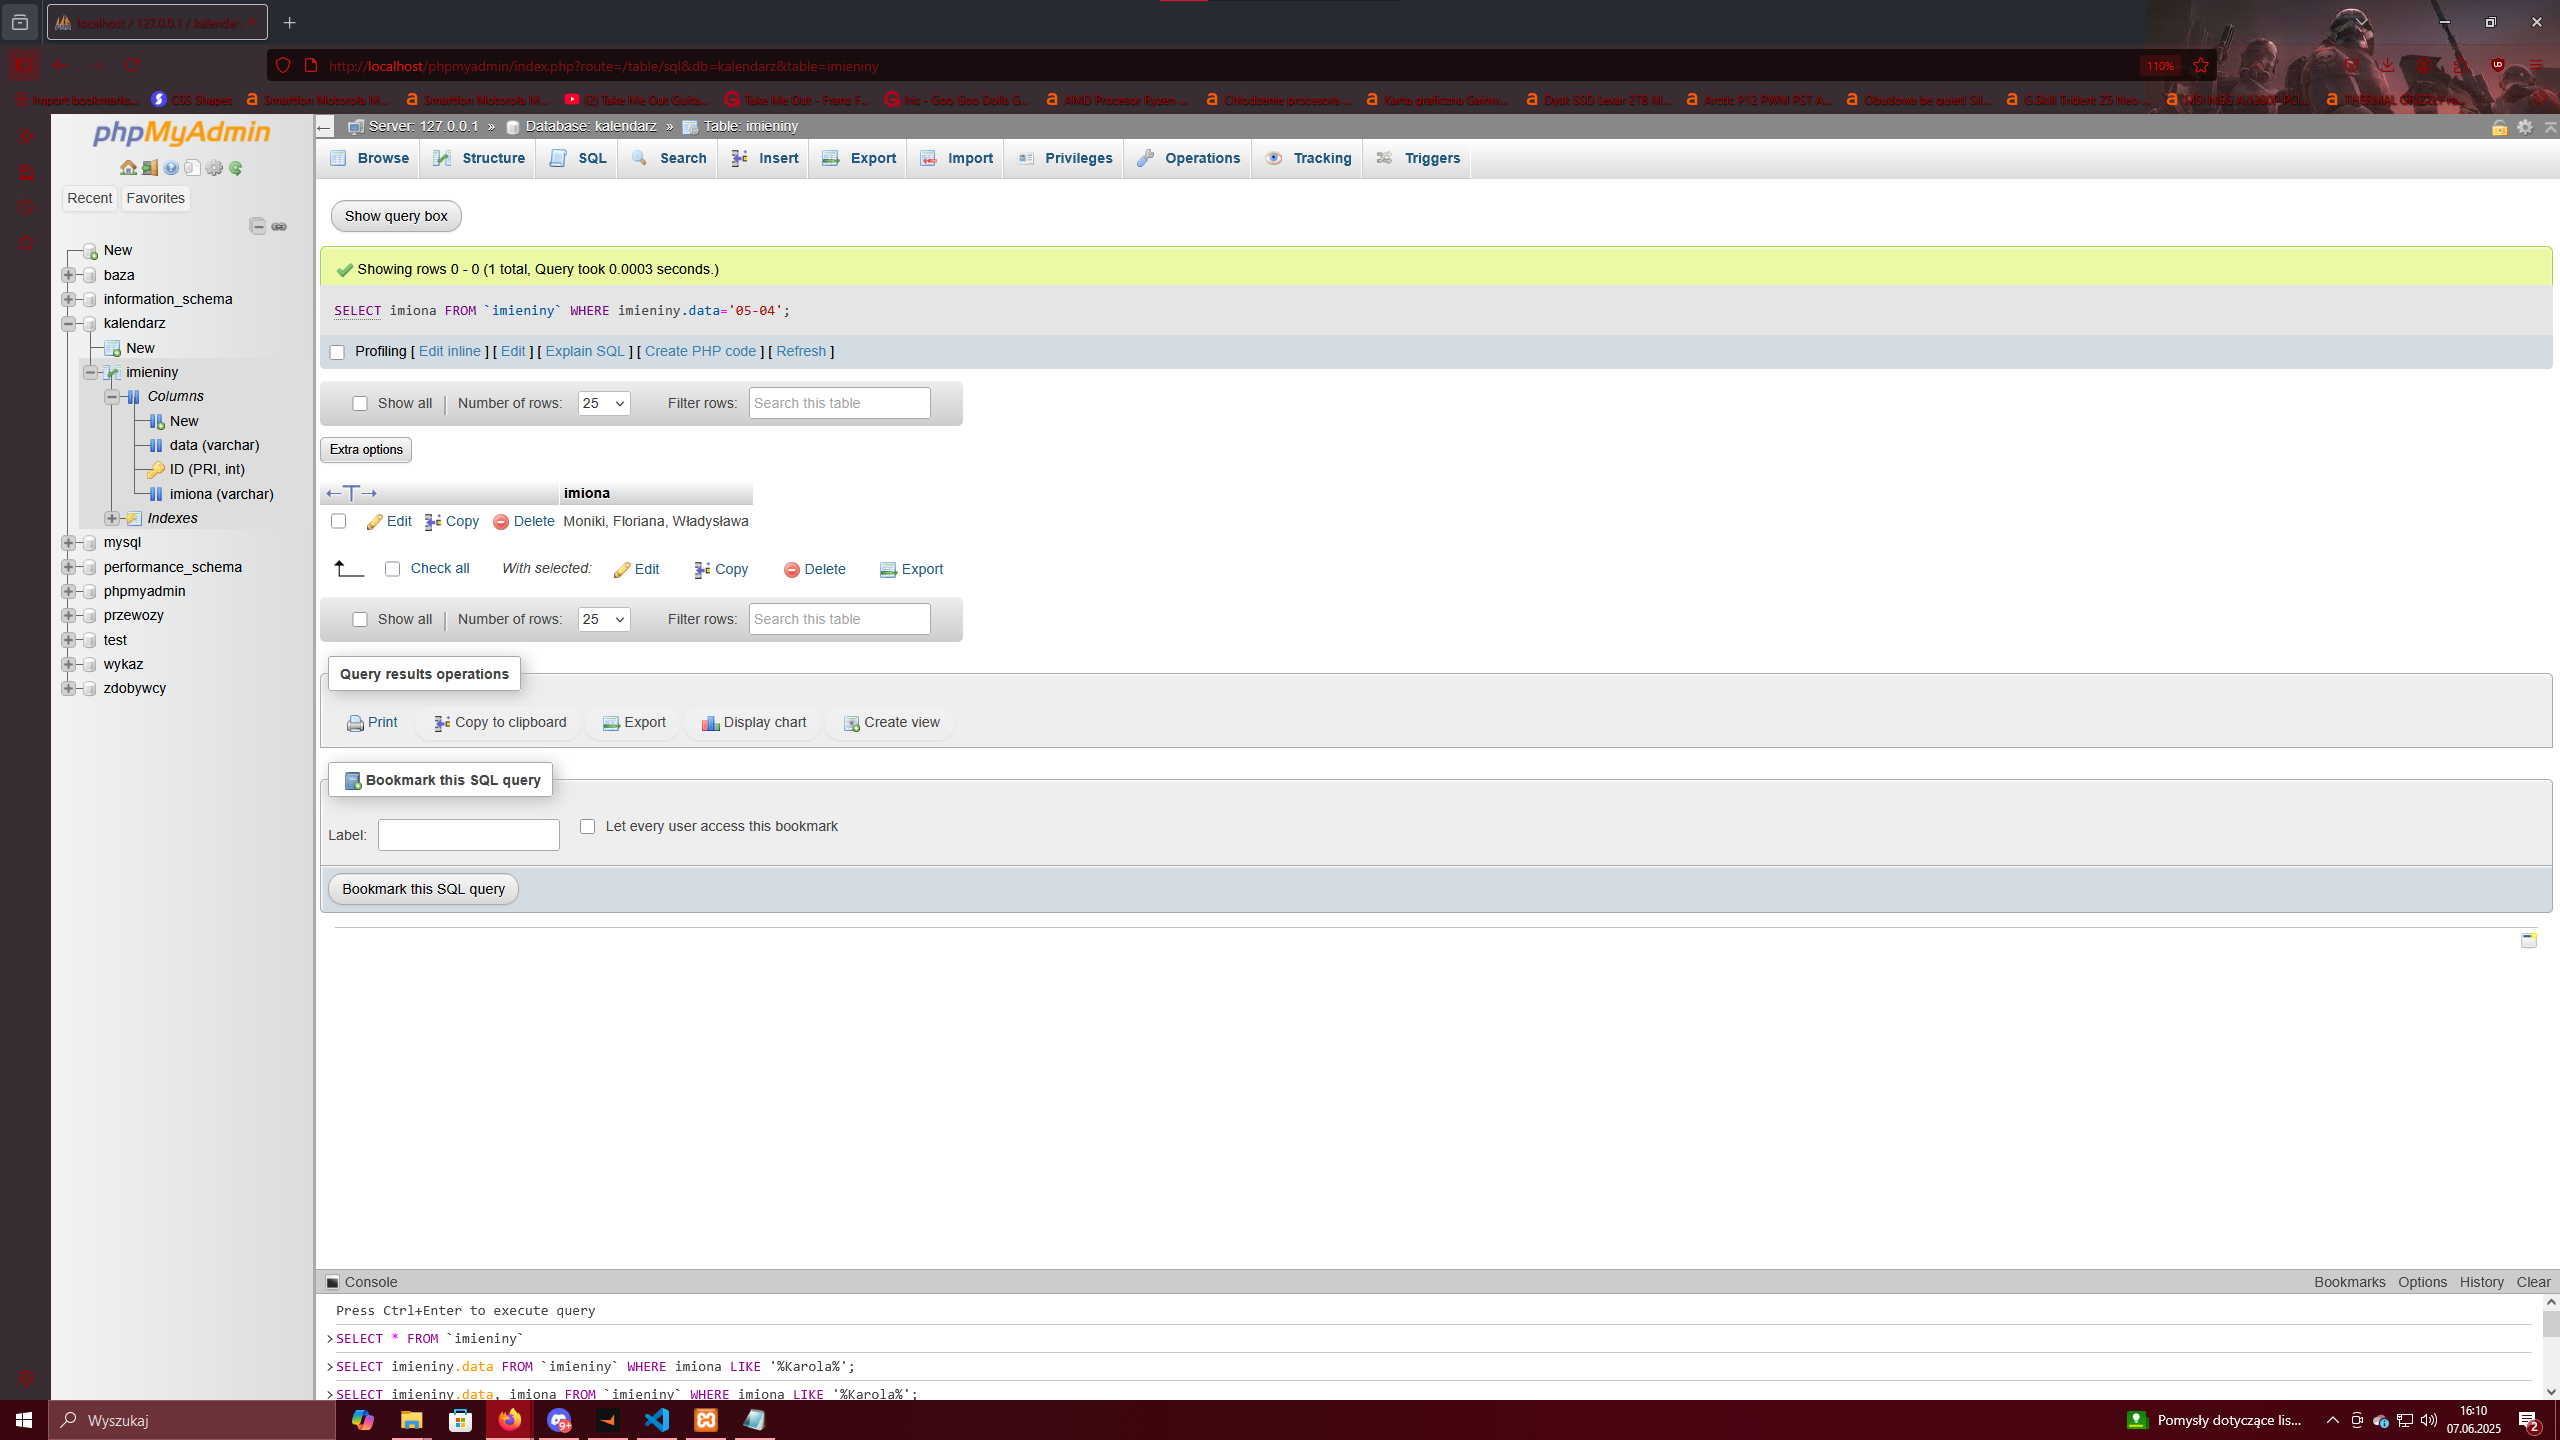 localhost / 127.0.0.1 / kalendarz
http://localhost/phpmyadmin/index.php?route=/table/sql&db=kalendarz&table=imieniny
110%
Import bookmarks...
CSS Shapes
Smartfon Motorola M...
Smartfon Motorola M...
(2) Take Me Out Guita...
Take Me Out - Franz F...
Iris - Goo Goo Dolls G...
AMD Procesor Ryzen ...
Chłodzenie procesora ...
Karta graficzna Gainw...
Dysk SSD Lexar 2TB M...
Arctic P12 PWM PST A...
Obudowa be quiet! Sil...
G.Skill Trident Z5 Neo ...
MSI MEG Ai1300P PCI...
THERMAL GRIZZLY
phpMyAdmin
Recent
Favorites
New
baza
information_schema
kalendarz
New
imieniny
Columns
New
data (varchar)
ID (PRI, int)
imiona (varchar)
Indexes
mysql
performance_schema
phpmyadmin
przewozy
test
wykaz
zdobywcy
Server: 127.0.0.1 » Database: kalendarz » Table: imieniny
Browse
Structure
SQL
Search
Insert
Export
Import
Privileges
Operations
Tracking
Triggers
Show query box
Showing rows 0 - 0 (1 total, Query took 0.0003 seconds.)
SELECT imiona FROM `imieniny` WHERE imieniny.data='05-04';
Profiling [ Edit inline ] [ Edit ] [ Explain SQL ] [ Create PHP code ] [ Refresh ]
Show all
Number of rows: 25
Filter rows: Search this table
Extra options
←T→
imiona
Edit
Copy
Delete
Moniki, Floriana, Władysława
Check all
With selected:
Edit
Copy
Delete
Export
Show all
Number of rows: 25
Filter rows: Search this table
Query results operations
Print
Copy to clipboard
Export
Display chart
Create view
Bookmark this SQL query
Label:
Let every user access this bookmark
Bookmark this SQL query
Console
Bookmarks
Options
History
Clear
Press Ctrl+Enter to execute query
>SELECT * FROM `imieniny`
>SELECT imieniny.data FROM `imieniny` WHERE imiona LIKE '%Karola%';
>SELECT imieniny.data, imiona FROM `imieniny` WHERE imiona LIKE '%Karola%';
Wyszukaj
9+
Pomysły dotyczące lis...
16:10
07.06.2025
2